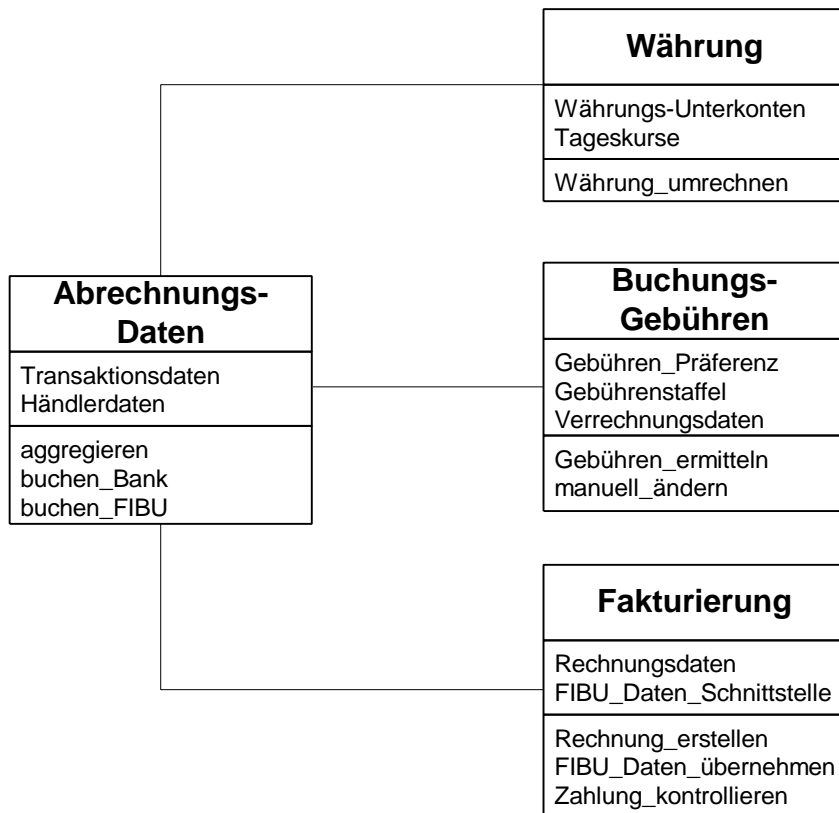 Währung
Währungs-Unterkonten
Tageskurse
Währung_umrechnen
Abrechnungs-
Daten
Transaktionsdaten
Händlerdaten
aggregieren
buchen_Bank
buchen_FIBU
Buchungs-
Gebühren
Gebühren_Präferenz
Gebührenstaffel
Verrechnungsdaten
Gebühren_ermitteln
manuell_ändern
Fakturierung
Rechnungsdaten
FIBU_Daten_Schnittstelle
Rechnung_erstellen
FIBU_Daten_übernehmen
Zahlung_kontrollieren